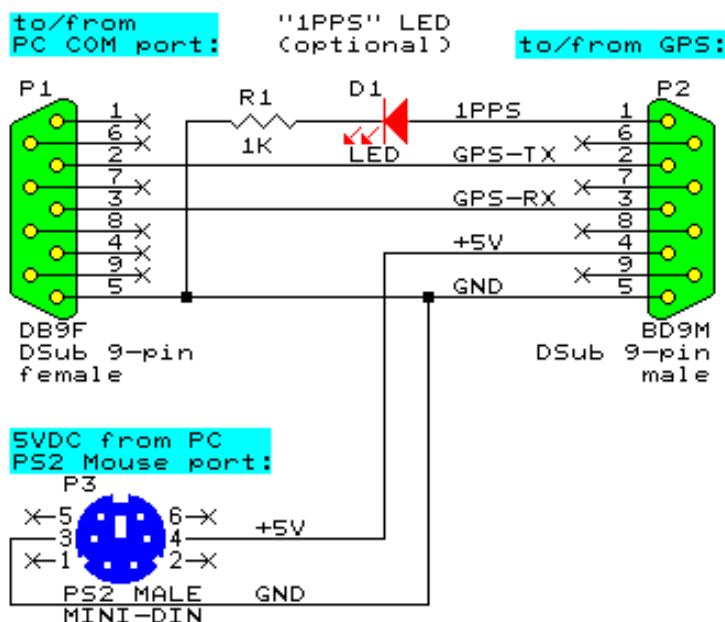 to/from
PC COM port:
"1PPS" LED
(optional)
to/from GPS:
P1
R1
D1
P2
1
6
2
7
3
8
4
9
5
1K
LED
1PPS
GPS-TX
GPS-RX
+5V
GND
1
6
2
7
3
8
4
9
5
DB9F
DSub 9-pin
female
BD9M
DSub 9-pin
male
5VDC from PC
PS2 Mouse port:
P3
5
6
3
4
+5V
1
2
PS2 MALE
MINI-DIN
GND